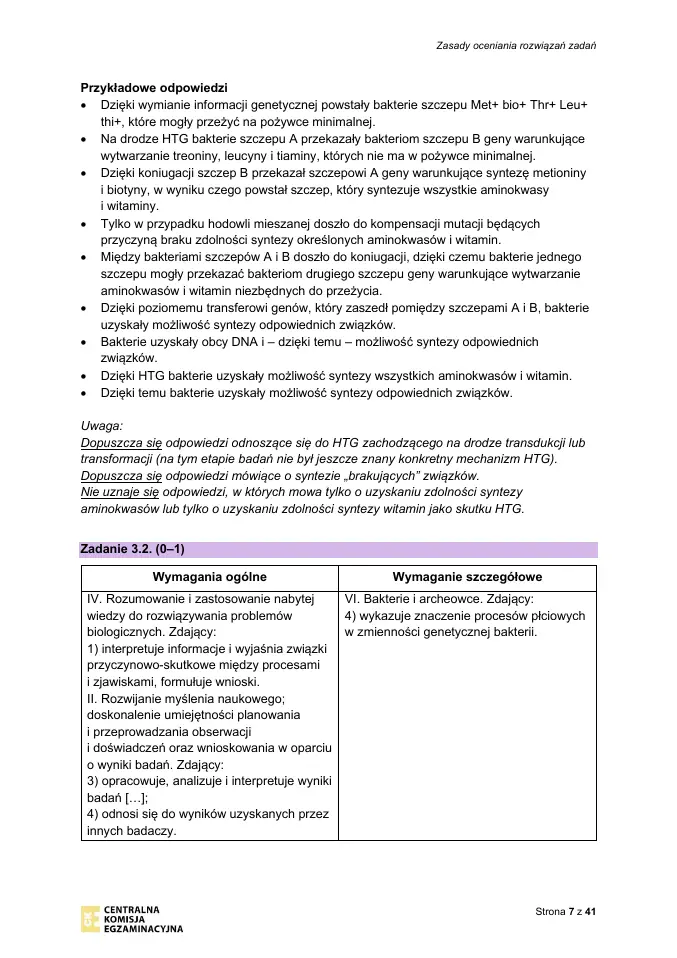 Zasady oceniania rozwiązań zadań
Przykładowe odpowiedzi
• Dzięki wymianie informacji genetycznej powstały bakterie szczepu Met+ bio+ Thr+ Leu+
thi+, które mogły przeżyć na pożywce minimalnej.
• Na drodze HTG bakterie szczepu A przekazały bakteriom szczepu B geny warunkujące
wytwarzanie treoniny, leucyny i tiaminy, których nie ma w pożywce minimalnej.
• Dzięki koniugacji szczep B przekazał szczepowi A geny warunkujące syntezę metioniny
i biotyny, w wyniku czego powstał szczep, który syntezuje wszystkie aminokwasy
i witaminy.
• Tylko w przypadku hodowli mieszanej doszło do kompensacji mutacji będących
przyczyną braku zdolności syntezy określonych aminokwasów i witamin.
• Między bakteriami szczepów A i B doszło do koniugacji, dzięki czemu bakterie jednego
szczepu mogły przekazać bakteriom drugiego szczepu geny warunkujące wytwarzanie
aminokwasów i witamin niezbędnych do przeżycia.
• Dzięki poziomemu transferowi genów, który zaszedł pomiędzy szczepami A i B, bakterie
uzyskały możliwość syntezy odpowiednich związków.
• Bakterie uzyskały obcy DNA i – dzięki temu – możliwość syntezy odpowiednich
związków.
• Dzięki HTG bakterie uzyskały możliwość syntezy wszystkich aminokwasów i witamin.
• Dzięki temu bakterie uzyskały możliwość syntezy odpowiednich związków.
Uwaga:
Dopuszcza się odpowiedzi odnoszące się do HTG zachodzącego na drodze transdukcji lub
transformacji (na tym etapie badań nie był jeszcze znany konkretny mechanizm HTG).
Dopuszcza się odpowiedzi mówiące o syntezie „brakujących” związków.
Nie uznaje się odpowiedzi, w których mowa tylko o uzyskaniu zdolności syntezy
aminokwasów lub tylko o uzyskaniu zdolności syntezy witamin jako skutku HTG.
Zadanie 3.2. (0–1)
Wymagania ogólne
IV. Rozumowanie i zastosowanie nabytej
wiedzy do rozwiązywania problemów
biologicznych. Zdający:
1) interpretuje informacje i wyjaśnia związki
przyczynowo-skutkowe między procesami
i zjawiskami, formułuje wnioski.
II. Rozwijanie myślenia naukowego;
doskonalenie umiejętności planowania
i przeprowadzania obserwacji
i doświadczeń oraz wnioskowania w oparciu
o wyniki badań. Zdający:
3) opracowuje, analizuje i interpretuje wyniki
badań […];
4) odnosi się do wyników uzyskanych przez
innych badaczy.
Wymaganie szczegółowe
VI. Bakterie i archeowce. Zdający:
4) wykazuje znaczenie procesów płciowych
w zmienności genetycznej bakterii.
CKE
CENTRALNA
KOMISJA
EGZAMINACYJNA
Strona 7 z 41